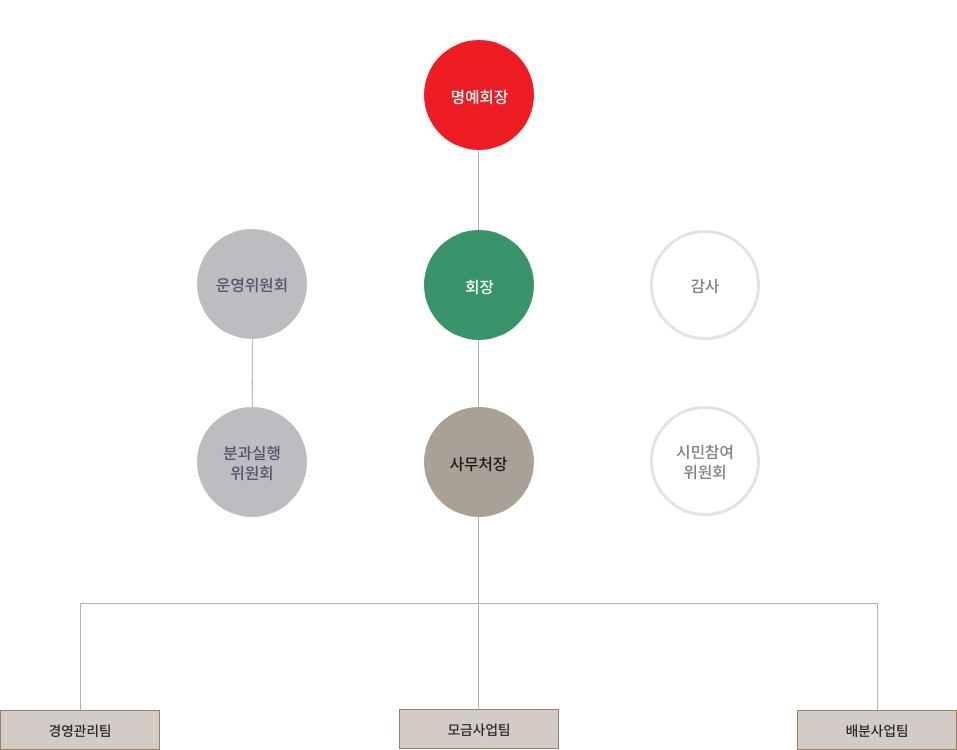 명예회장
운영위원회
회장
감사
분과실행
위원회
사무처장
시민참여
위원회
경영관리팀
모금사업팀
배분사업팀